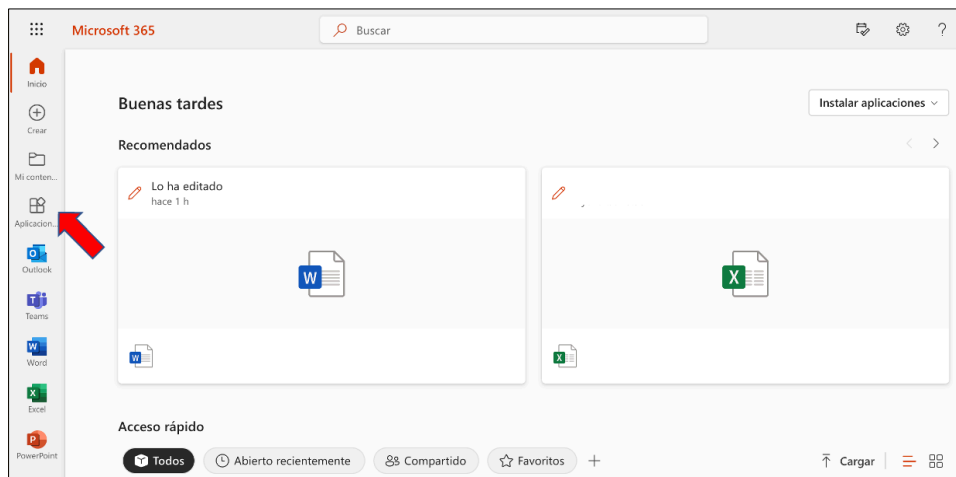 Microsoft 365
Buscar
?
Inicio
Crear
Mi conten...
Aplicacion...
Outlook
Teams
Word
Excel
PowerPoint
Buenas tardes
Instalar aplicaciones
Recomendados
Lo ha editado
hace 1 h
W
X
W
X
Acceso rápido
Todos Abierto recientemente Compartido Favoritos +
Cargar